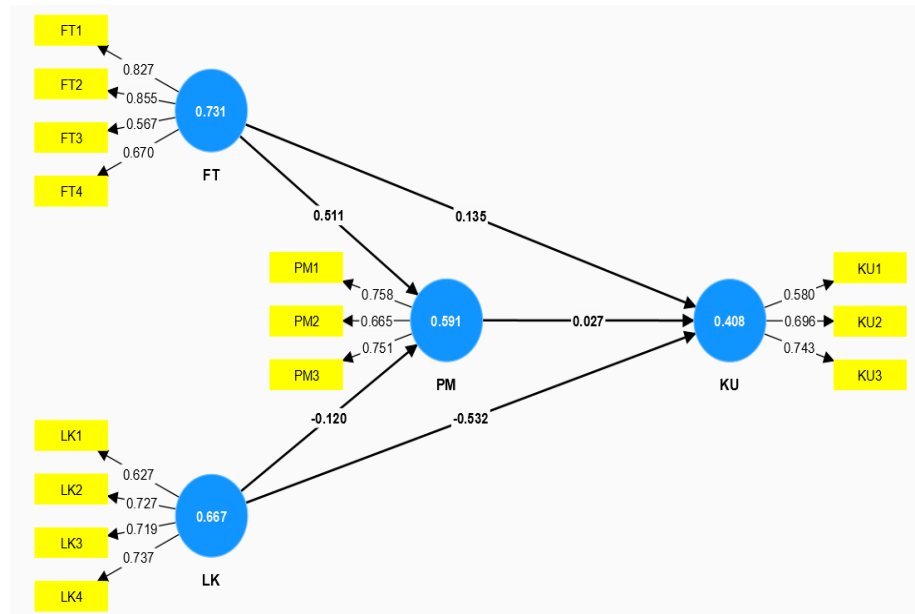 FT1
FT2
FT3
FT4
0.827
0.855
0.567
0.670
0.731
FT
0.511
0.135
PM1
PM2
PM3
0.758
0.665
0.751
0.591
PM
0.027
0.408
KU
0.580
0.696
0.743
KU1
KU2
KU3
-0.120
-0.532
LK1
LK2
LK3
LK4
0.627
0.727
0.719
0.737
0.667
LK